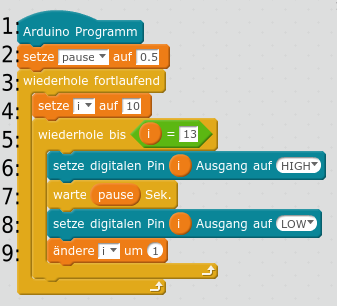 1: Arduino Programm
2: setze pause auf 0.5
3: wiederhole fortlaufend
4: setze i auf 10
5: wiederhole bis i = 13
6: setze digitalen Pin i Ausgang auf HIGH
7: warte pause Sek.
8: setze digitalen Pin i Ausgang auf LOW
9: ändere i um 1